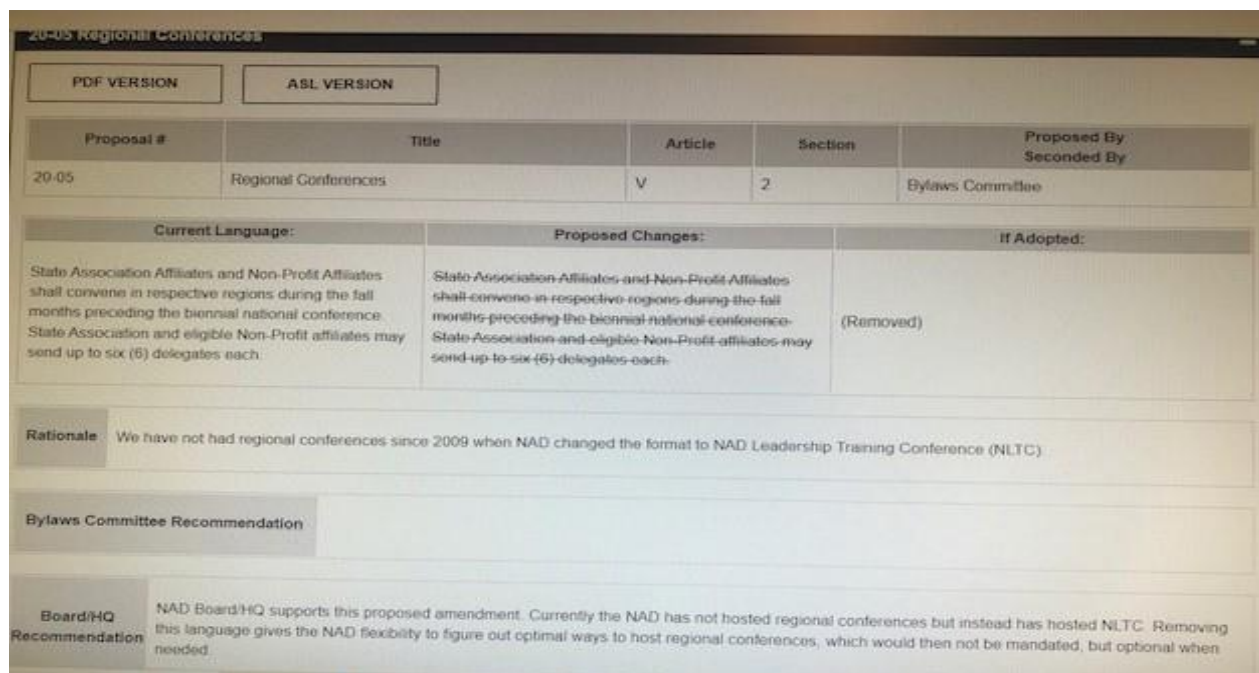 20-05 Regional Conferences
PDF VERSION
ASL VERSION
Proposal #
Title
Article
Section
Proposed By
Seconded By
20-05
Regional Conferences
V
2
Bylaws Committee
Current Language:
Proposed Changes:
If Adopted:
State Association Affiliates and Non-Profit Affiliates
shall convene in respective regions during the fall
months preceding the biennial national conference.
State Association and eligible Non-Profit affiliates may
send up to six (6) delegates each.
State Association Affiliates and Non-Profit Affiliates
shall convene in respective regions during the fall
months preceding the biennial national conference.
State Association and eligible Non-Profit affiliates may
send up to six (6) delegates each.
(Removed)
Rationale
We have not had regional conferences since 2009 when NAD changed the format to NAD Leadership Training Conference (NLTC)
Bylaws Committee Recommendation
Board/HQ
Recommendation
NAD Board/HQ supports this proposed amendment. Currently the NAD has not hosted regional conferences but instead has hosted NLTC. Removing
this language gives the NAD flexibility to figure out optimal ways to host regional conferences, which would then not be mandated, but optional when
needed.